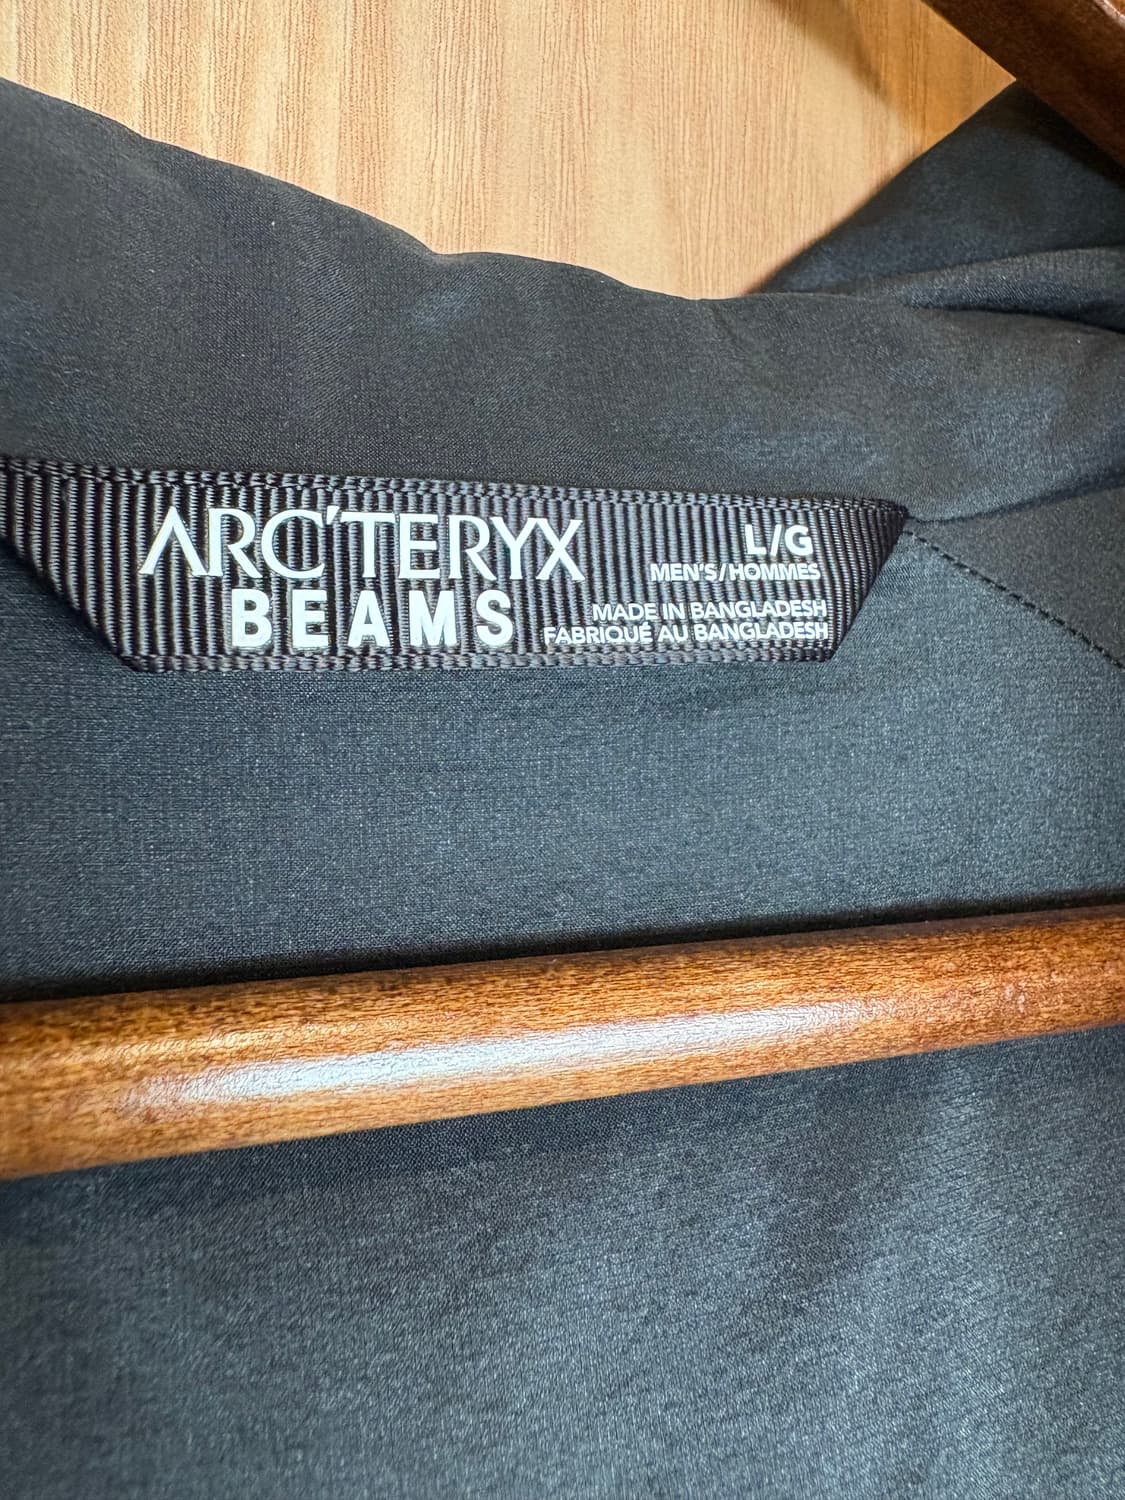 ARC'TERYX
BEAMS
L/G
MEN'S/HOMMES
MADE IN BANGLADESH
FABRIQUÉ AU BANGLADESH